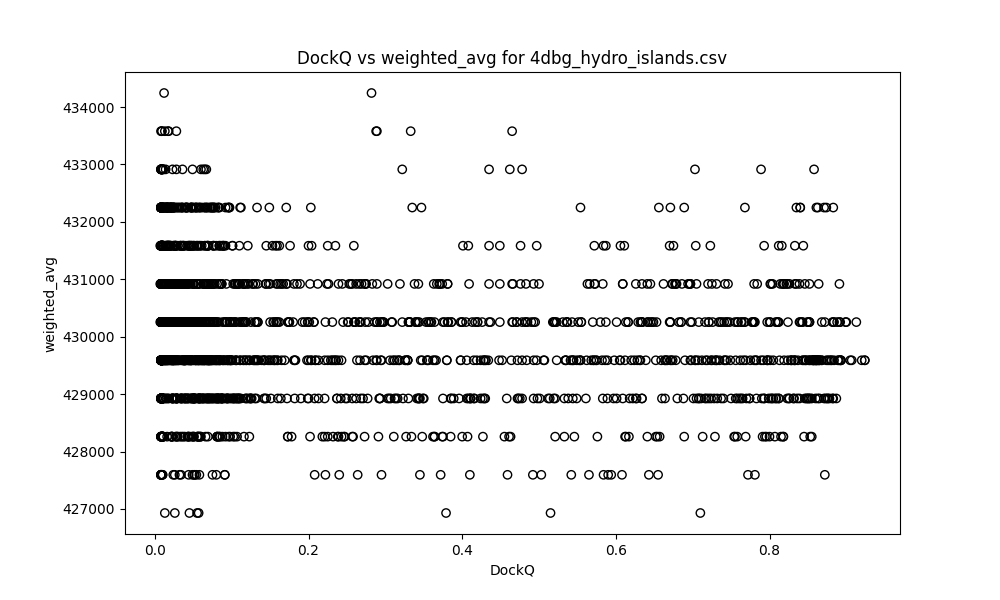 DockQ vs weighted_avg for 4dbg_hydro_islands.csv
weighted_avg
434000
433000
432000
431000
430000
429000
428000
427000
0.0 0.2 0.4 0.6 0.8
DockQ